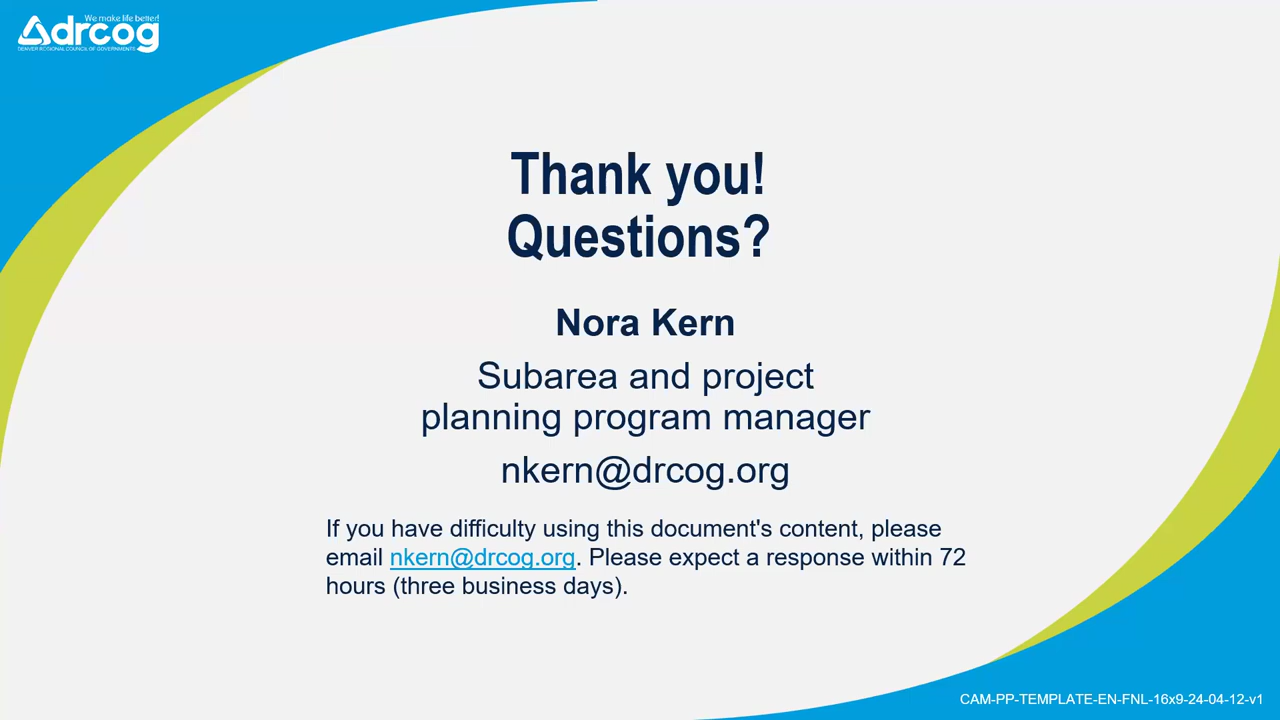 We make life better!
drcog
DENVER REGIONAL COUNCIL OF GOVERNMENTS
Thank you!
Questions?
Nora Kern
Subarea and project
planning program manager
nkern@drcog.org
If you have difficulty using this document's content, please
email nkern@drcog.org. Please expect a response within 72
hours (three business days).
CAM-PP-TEMPLATE-EN-FNL-16x9-24-04-12-v1